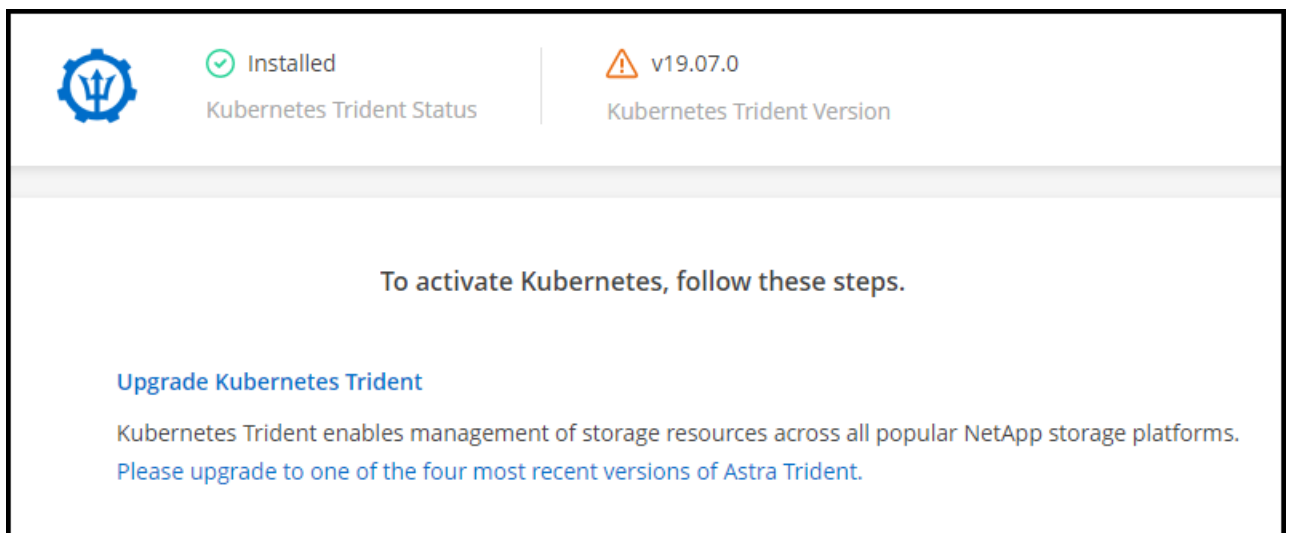 Installed
v19.07.0
Kubernetes Trident Status
Kubernetes Trident Version
To activate Kubernetes, follow these steps.
Upgrade Kubernetes Trident
Kubernetes Trident enables management of storage resources across all popular NetApp storage platforms.
Please upgrade to one of the four most recent versions of Astra Trident.